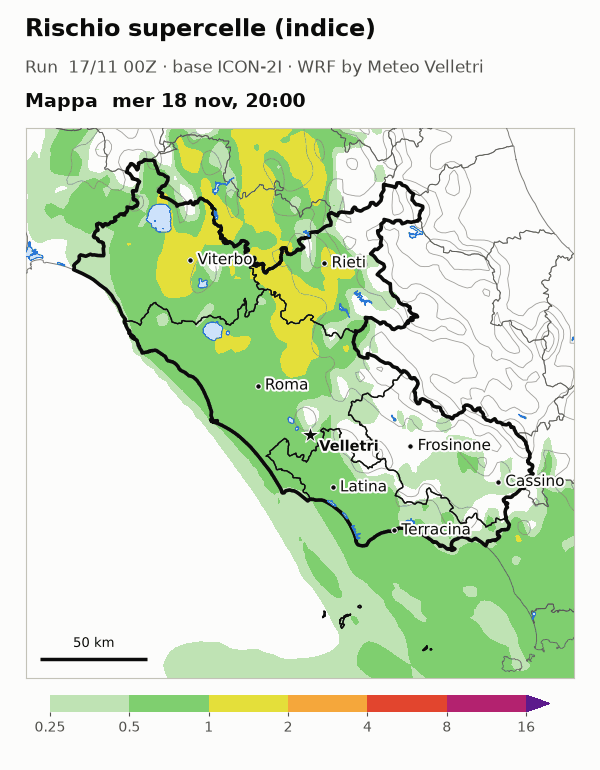 Rischio supercelle (indice)
Run  17/11 00Z · base ICON-2I · WRF by Meteo Velletri
Mappa  mer 18 nov, 20:00
Viterbo
Rieti
Roma
Velletri
Frosinone
Cassino
Latina
Terracina
50 km
0.25 0.5 1 2 4 8 16